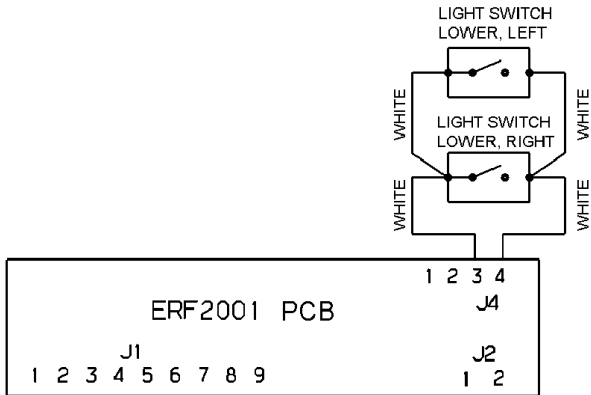 LIGHT SWITCH
LOWER, LEFT
WHITE
WHITE
LIGHT SWITCH
LOWER, RIGHT
WHITE
WHITE
1 2 3 4
J4
ERF2001 PCB
J1
J2
1 2 3 4 5 6 7 8 9
1 2